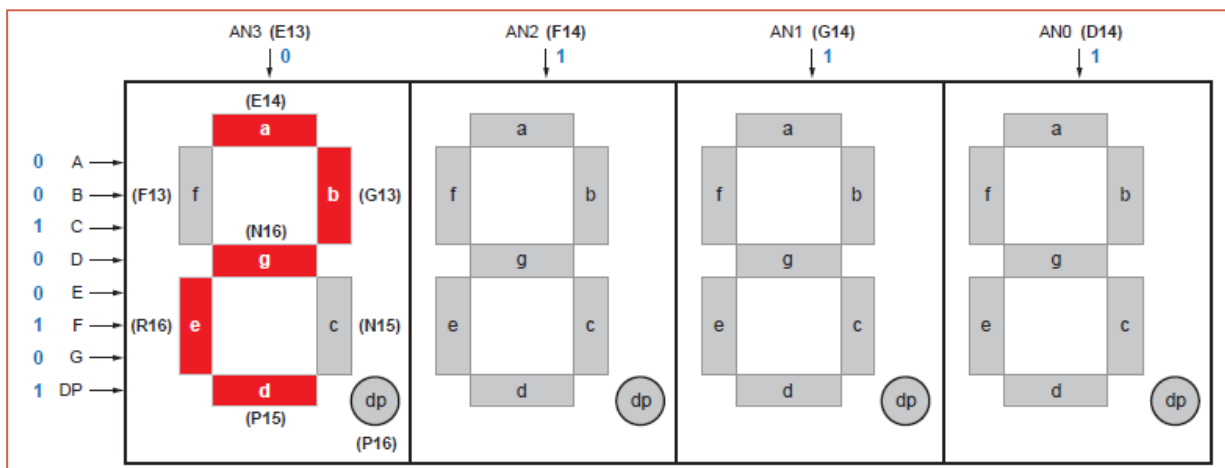 AN3 (E13) AN2 (F14) AN1 (G14) AN0 (D14)
0 1 1 1
(E14)
a a a a
0 A
0 B (F13) f b (G13) f b f b f b
1 C
(N16)
0 D g g g g
0 E
1 F (R16) e c (N15) e c e c e c
0 G
1 DP d dp d dp d dp d dp
(P15)
(P16)